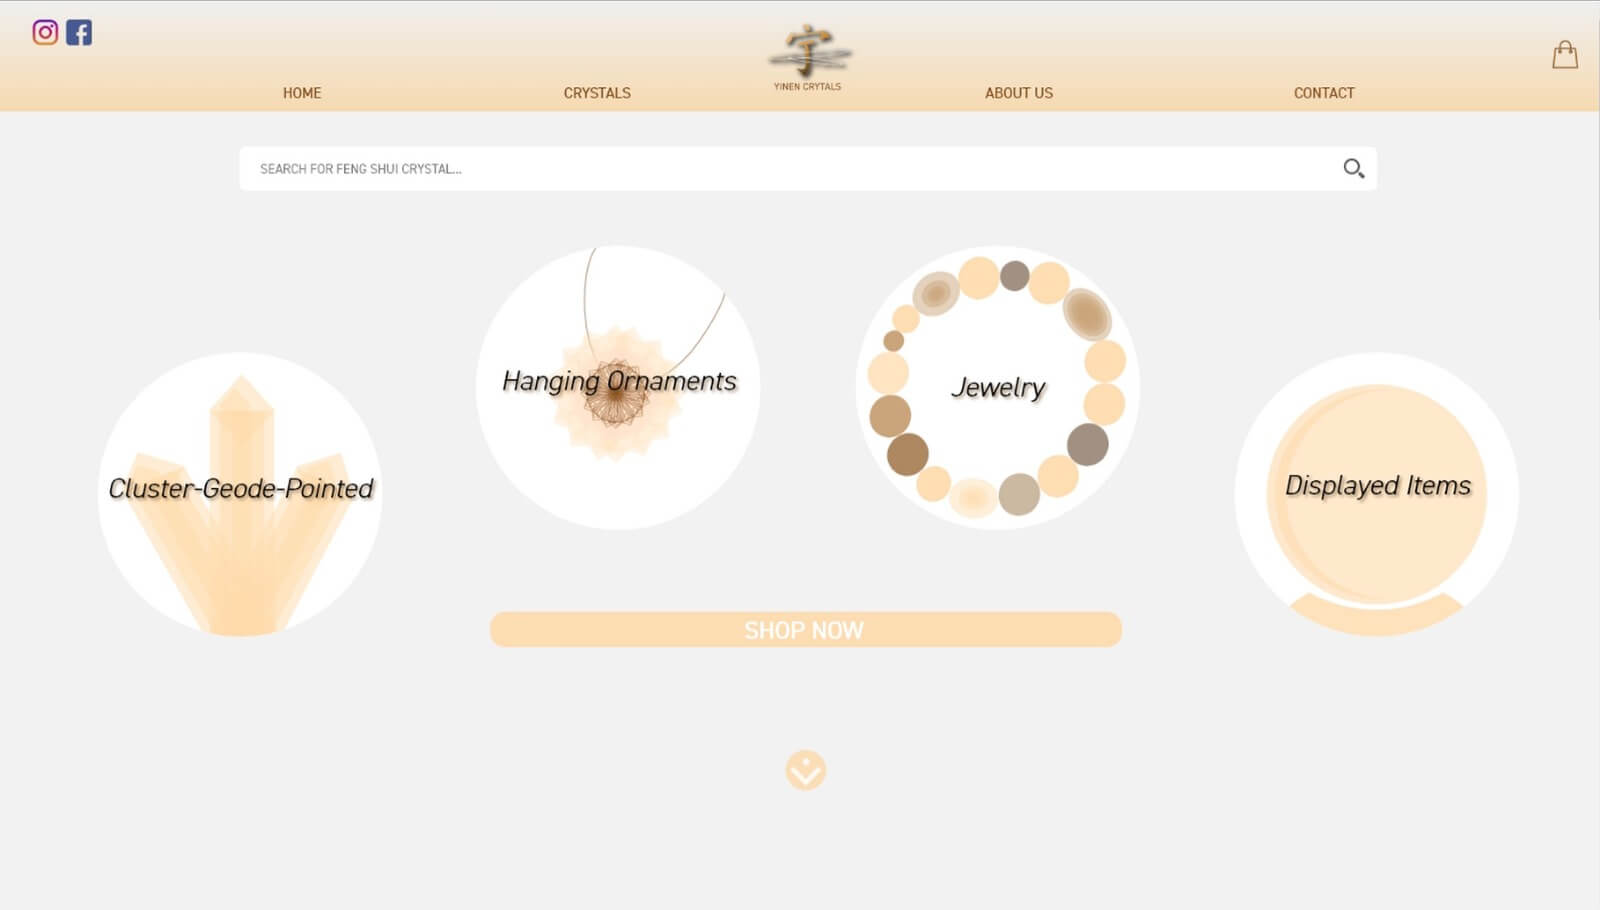 宇
YINEN CRYTALS
HOME
CRYSTALS
ABOUT US
CONTACT
SEARCH FOR FENG SHUI CRYSTAL...
Hanging Ornaments
Jewelry
Cluster-Geode-Pointed
Displayed Items
SHOP NOW